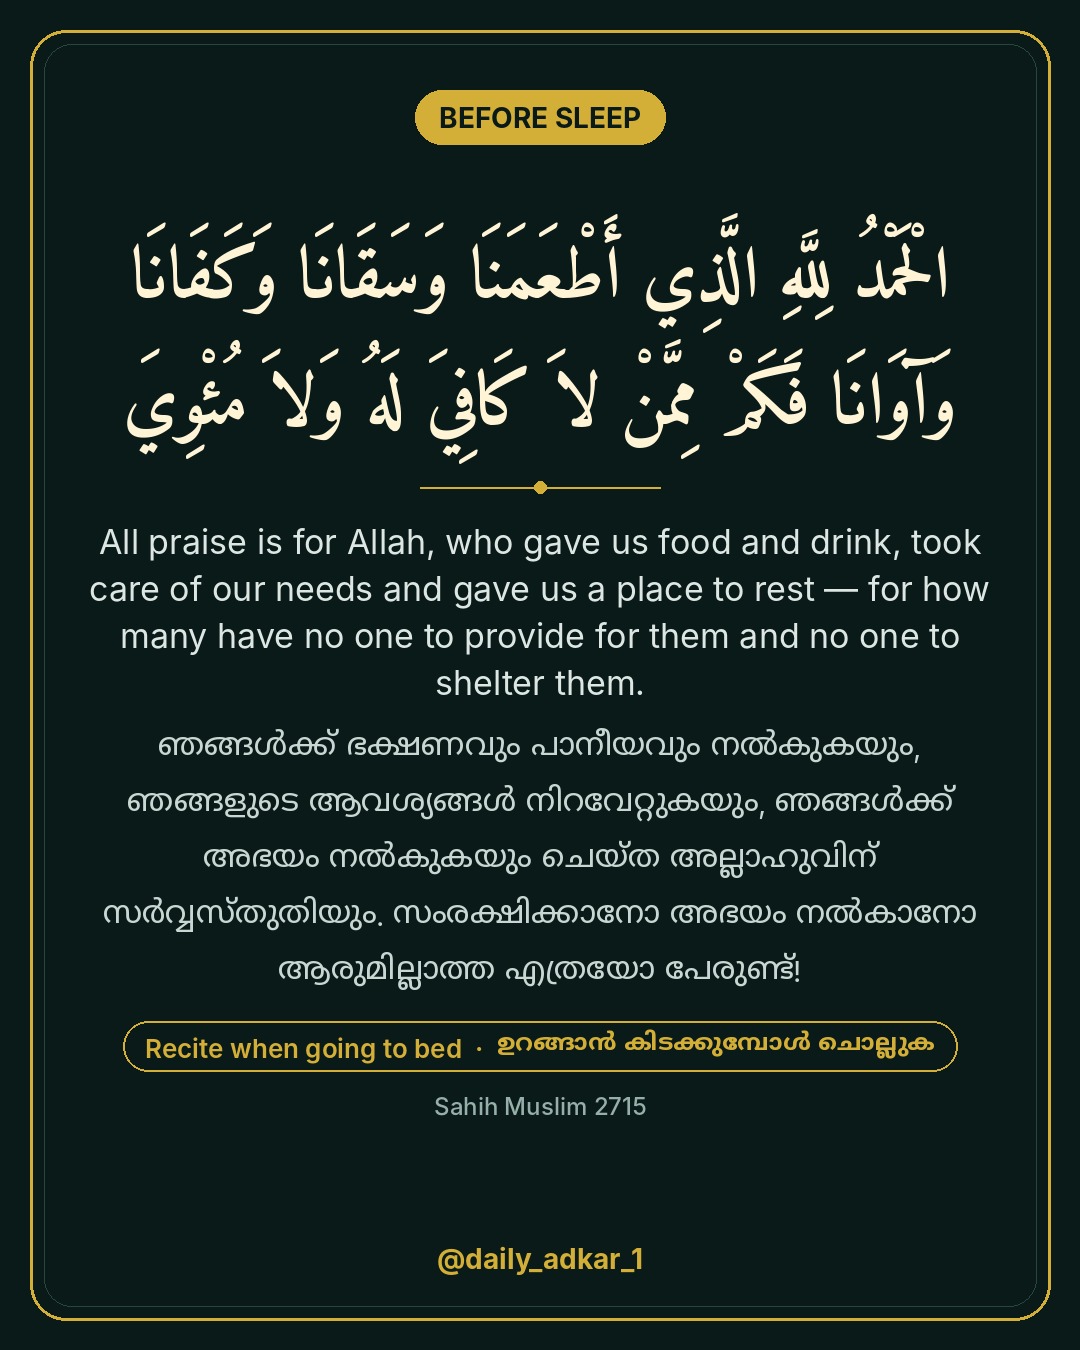 BEFORE SLEEP
الْحَمْدُ لِلَّهِ الَّذِي أَطْعَمَنَا وَسَقَانَا وَكَفَانَا
وَآوَانَا فَكَمْ مِمَّنْ لاَ كَافِيَ لَهُ وَلاَ مُئْوِيَ
All praise is for Allah, who gave us food and drink, took
care of our needs and gave us a place to rest — for how
many have no one to provide for them and no one to
shelter them.
ഞങ്ങൾക്ക് ഭക്ഷണവും പാനീയവും നൽകുകയും,
ഞങ്ങളുടെ ആവശ്യങ്ങൾ നിറവേറ്റുകയും, ഞങ്ങൾക്ക്
അഭയം നൽകുകയും ചെയ്ത അല്ലാഹുവിന്
സർവ്വസ്തുതിയും. സംരക്ഷിക്കാനോ അഭയം നൽകാനോ
ആരുമില്ലാത്ത എത്രയോ പേരുണ്ട്!
Recite when going to bed · ഉറങ്ങാൻ കിടക്കുമ്പോൾ ചൊല്ലുക
Sahih Muslim 2715
@daily_adkar_1